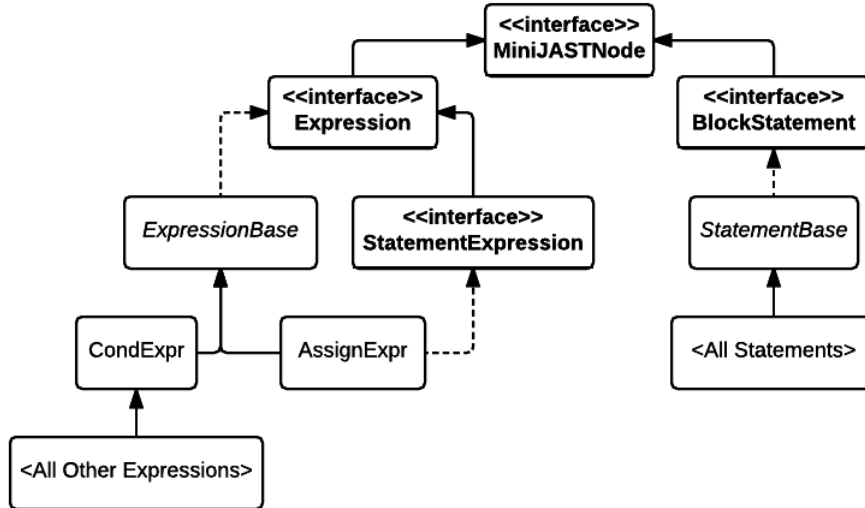 <<interface>>
MiniJASTNode
<<interface>>
Expression
<<interface>>
BlockStatement
ExpressionBase
<<interface>>
StatementExpression
StatementBase
CondExpr
AssignExpr
<All Statements>
<All Other Expressions>